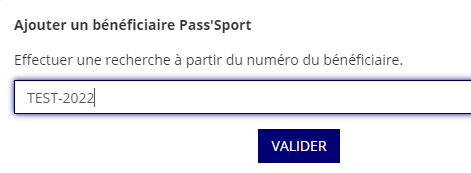 Ajouter un bénéficiaire Pass'Sport
Effectuer une recherche à partir du numéro du bénéficiaire.
TEST-2022
VALIDER